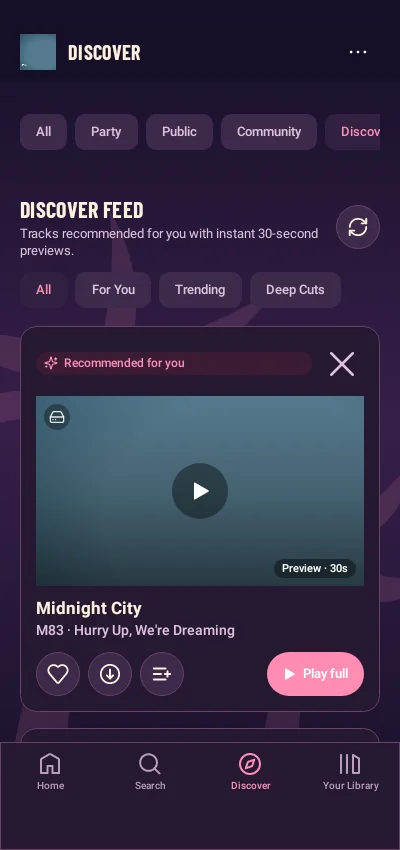 DISCOVER
All
Party
Public
Community
Discov
DISCOVER FEED
Tracks recommended for you with instant 30-second
previews.
All
For You
Trending
Deep Cuts
Recommended for you
Preview · 30s
Midnight City
M83 · Hurry Up, We're Dreaming
Play full
Home
Search
Discover
Your Library